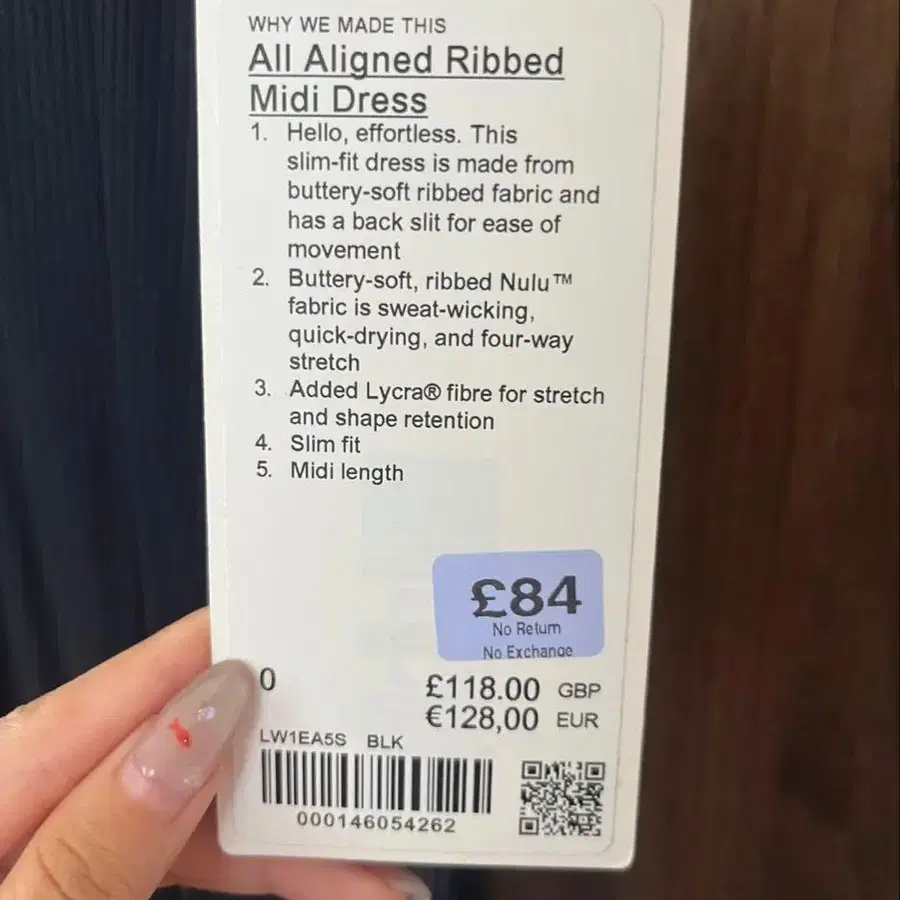 WHY WE MADE THIS
All Aligned Ribbed
Midi Dress
1. Hello, effortless. This
slim-fit dress is made from
buttery-soft ribbed fabric and
has a back slit for ease of
movement
2. Buttery-soft, ribbed Nulu™
fabric is sweat-wicking,
quick-drying, and four-way
stretch
3. Added Lycra® fibre for stretch
and shape retention
4. Slim fit
5. Midi length
£84
No Return
No Exchange
0
£118.00 GBP
€128,00 EUR
LW1EA5S BLK
000146054262